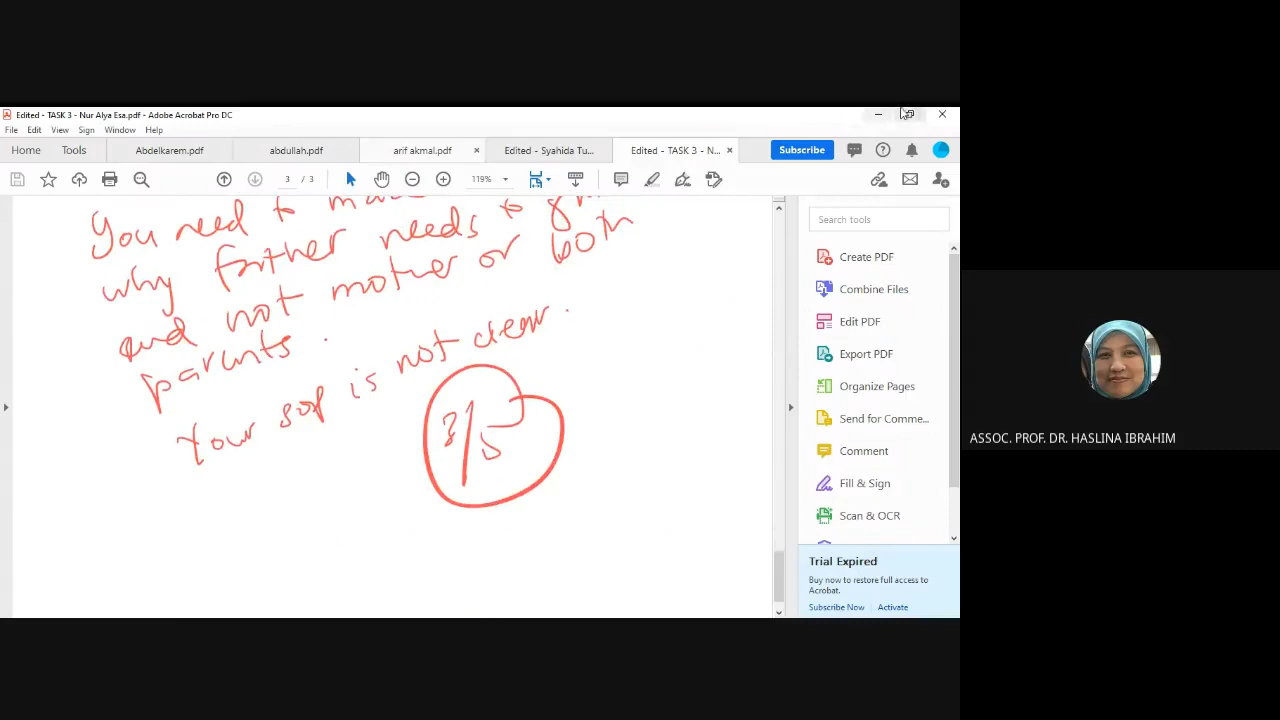 Edited - TASK 3 - Nur Alya Esa.pdf - Adobe Acrobat Pro DC
File Edit View Sign Window Help
Home Tools Abdelkarem.pdf abdullah.pdf arif akmal.pdf × Edited - Syahida Tu... Edited - TASK 3 - N... × Subscribe
3 / 3 119%
You need to
why farther needs to
and not mother or both
parents.
Your sop is not clear.
3/5
Search tools
Create PDF
Combine Files
Edit PDF
Export PDF
Organize Pages
Send for Comme...
Comment
Fill & Sign
Scan & OCR
Trial Expired
Buy now to restore full access to
Acrobat.
Subscribe Now Activate
ASSOC. PROF. DR. HASLINA IBRAHIM